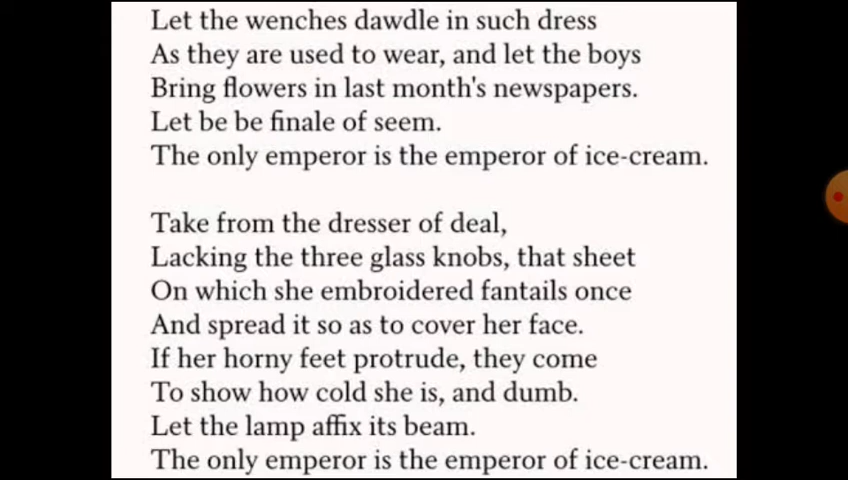 Let the wenches dawdle in such dress
As they are used to wear, and let the boys
Bring flowers in last month's newspapers.
Let be be finale of seem.
The only emperor is the emperor of ice-cream.
Take from the dresser of deal,
Lacking the three glass knobs, that sheet
On which she embroidered fantails once
And spread it so as to cover her face.
If her horny feet protrude, they come
To show how cold she is, and dumb.
Let the lamp affix its beam.
The only emperor is the emperor of ice-cream.